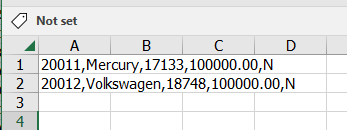 Not set
A B C D
1 20011,Mercury,17133,100000.00,N
2 20012,Volkswagen,18748,100000.00,N
3
4